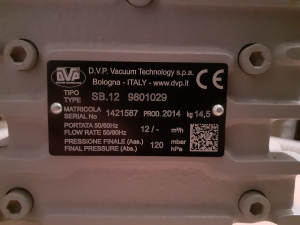 DVP
D.V.P. Vacuum Technology s.p.a.
Bologna - ITALY - www.dvp.it
CE
TIPO
TYPE SB.12 9801029
MATRICOLA
SERIAL No 1421587 PROD. 2014 kg 14,5
PORTATA 50/60Hz
FLOW RATE 50/60Hz 12 / - m³/h
PRESSIONE FINALE (Ass.) mbar
FINAL PRESSURE (Abs.) 120 hPa